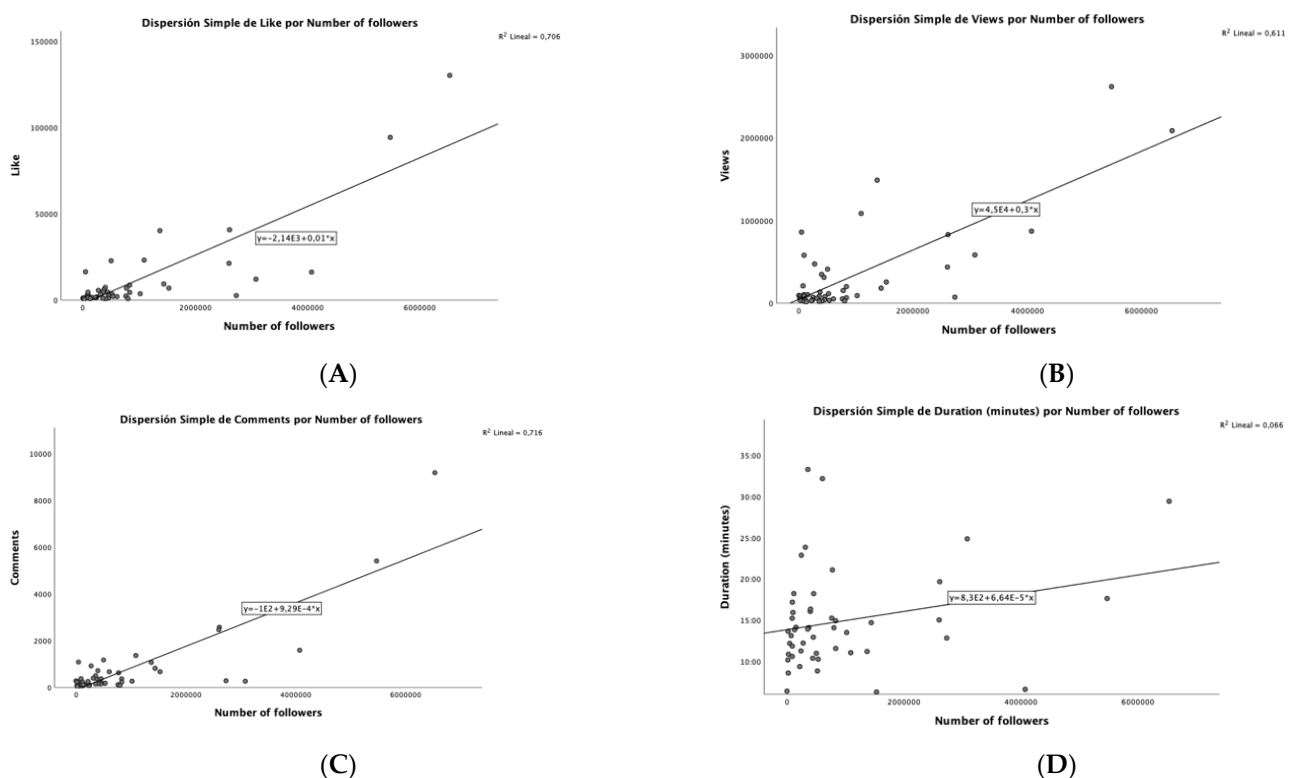 Dispersión Simple de Like por Number of followers
R² Lineal = 0,706
150000
100000
50000
0
Like
y=-2,14E3+0,01*x
0 2000000 4000000 6000000
Number of followers
(A)
Dispersión Simple de Views por Number of followers
R² Lineal = 0,611
3000000
2000000
1000000
0
Views
y=4,5E4+0,3*x
0 2000000 4000000 6000000
Number of followers
(B)
Dispersión Simple de Comments por Number of followers
R² Lineal = 0,716
10000
8000
6000
4000
2000
0
Comments
y=-1E2+9,29E-4*x
0 2000000 4000000 6000000
Number of followers
(C)
Dispersión Simple de Duration (minutes) por Number of followers
R² Lineal = 0,066
35:00
30:00
25:00
20:00
15:00
10:00
Duration (minutes)
y=8,3E2+6,64E-5*x
0 2000000 4000000 6000000
Number of followers
(D)